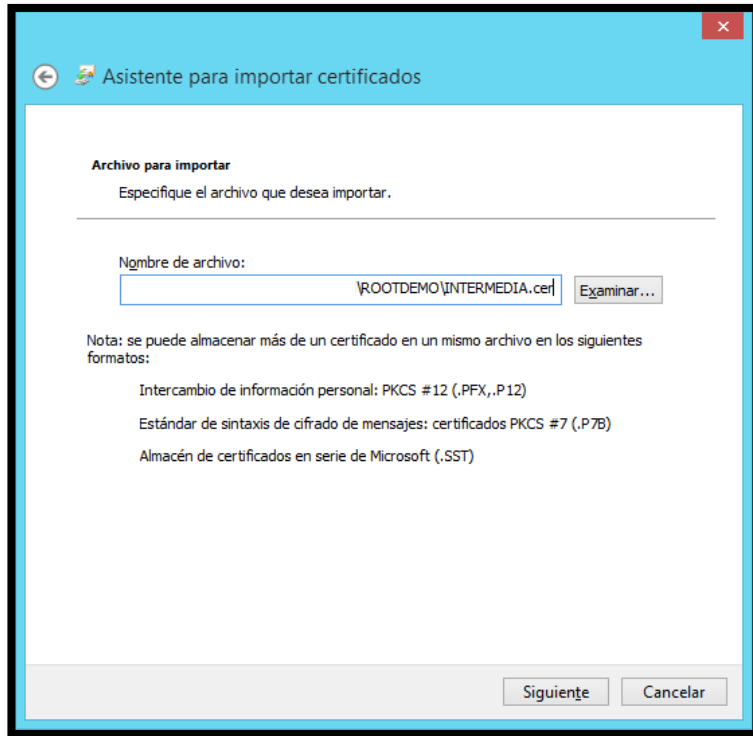 Asistente para importar certificados
Archivo para importar
Especifique el archivo que desea importar.
Nombre de archivo:
\ROOTDEMO\INTERMEDIA.cer
Examinar...
Nota: se puede almacenar más de un certificado en un mismo archivo en los siguientes
formatos:
Intercambio de información personal: PKCS #12 (.PFX,.P12)
Estándar de sintaxis de cifrado de mensajes: certificados PKCS #7 (.P7B)
Almacén de certificados en serie de Microsoft (.SST)
Siguiente
Cancelar